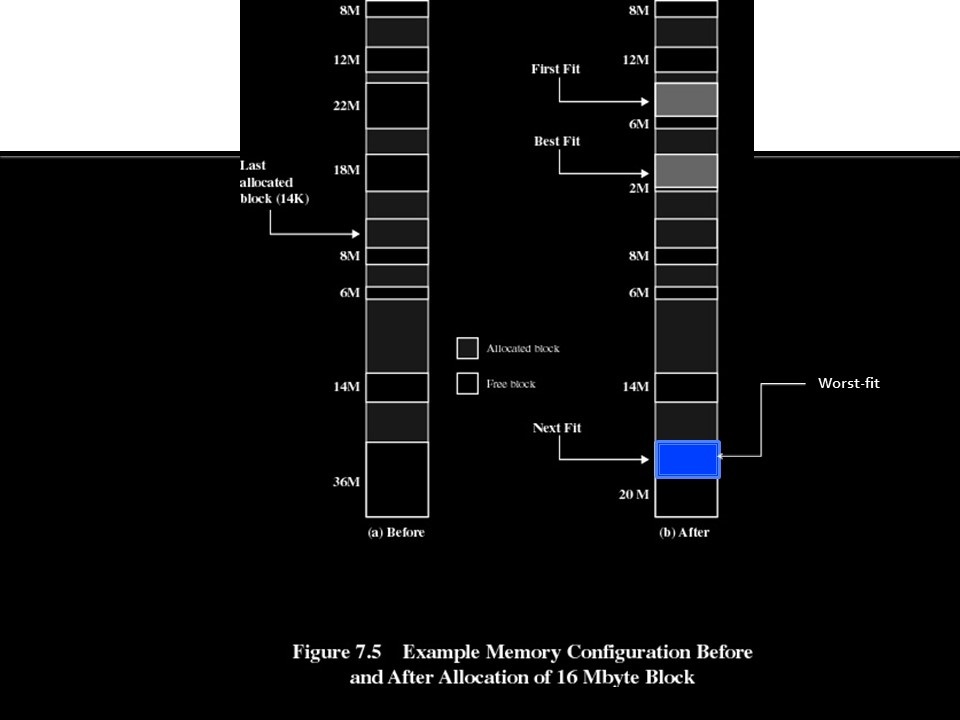 8M
12M
22M
18M
Last
allocated
block (14K)
8M
6M
14M
36M
(a) Before
Allocated block
Free block
8M
12M
First Fit
6M
Best Fit
2M
8M
6M
14M
Worst-fit
Next Fit
20 M
(b) After
Figure 7.5 Example Memory Configuration Before
and After Allocation of 16 Mbyte Block